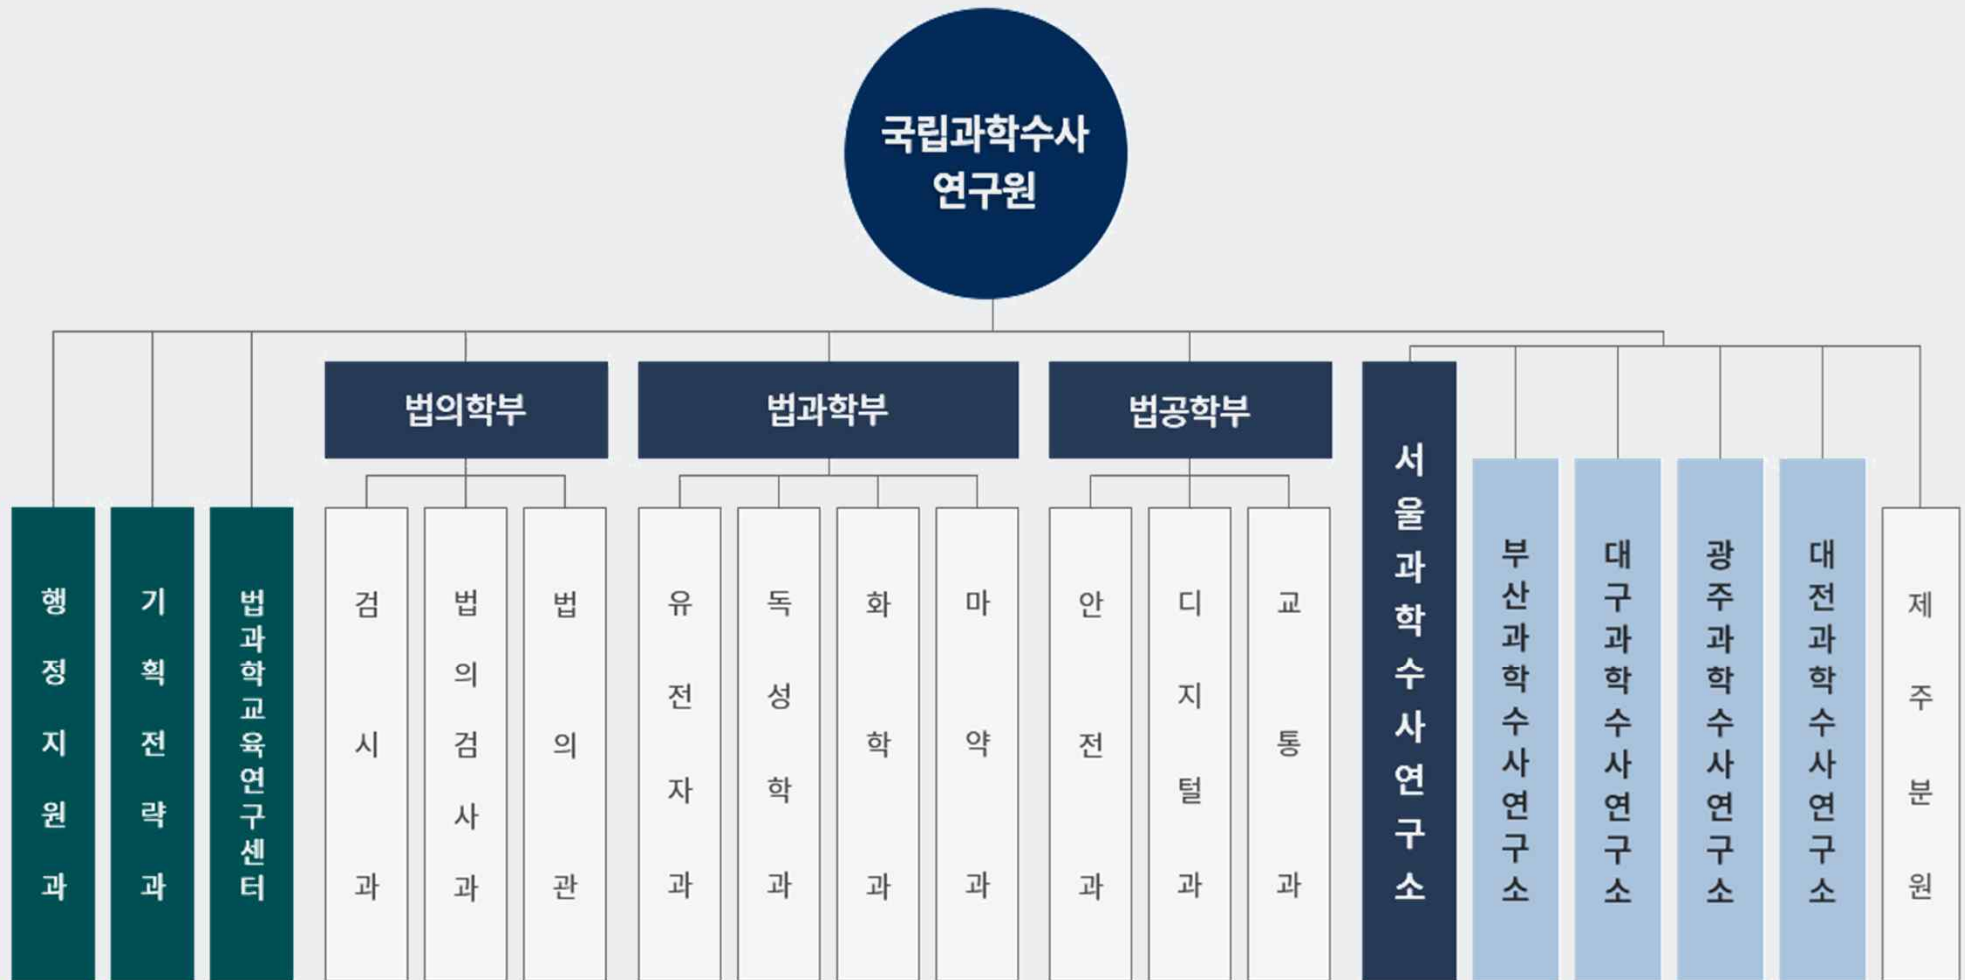 국립과학수사
연구원
법의학부
법과학부
법공학부
행정지원과
기획전략과
법과학교육연구센터
검시과
법의검사과
법의관
유전자과
독성학과
화학과
마약과
안전과
디지털과
교통과
서울과학수사연구소
부산과학수사연구소
대구과학수사연구소
광주과학수사연구소
대전과학수사연구소
제주분원